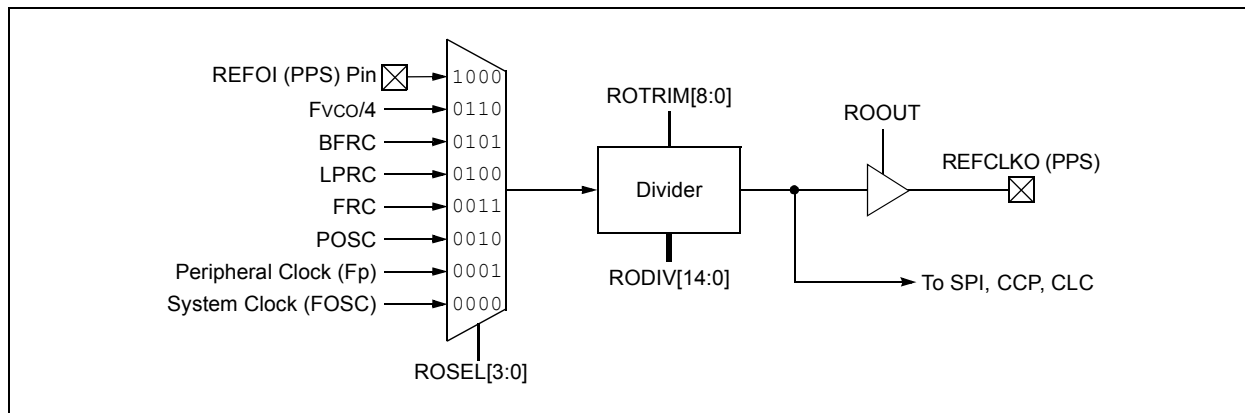 REFOI (PPS) Pin
1000
FVCO/4
0110
BFRC
0101
LPRC
0100
FRC
0011
POSC
0010
Peripheral Clock (Fp)
0001
System Clock (FOSC)
0000
ROSEL[3:0]
ROTRIM[8:0]
Divider
RODIV[14:0]
ROOUT
REFCLKO (PPS)
To SPI, CCP, CLC